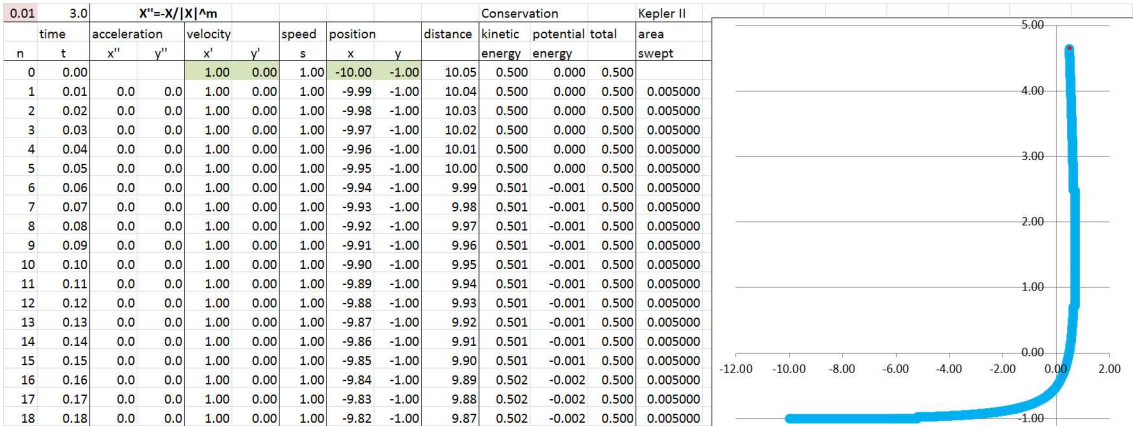 0.01 3.0 X''=-X/|X|^m Conservation Kepler II
time acceleration velocity speed position distance kinetic potential total area
n t x'' y'' x' y' s x y energy energy swept
0 0.00 1.00 0.00 1.00 -10.00 -1.00 10.05 0.500 0.000 0.500
1 0.01 0.0 0.0 1.00 0.00 1.00 -9.99 -1.00 10.04 0.500 0.000 0.500 0.005000
2 0.02 0.0 0.0 1.00 0.00 1.00 -9.98 -1.00 10.03 0.500 0.000 0.500 0.005000
3 0.03 0.0 0.0 1.00 0.00 1.00 -9.97 -1.00 10.02 0.500 0.000 0.500 0.005000
4 0.04 0.0 0.0 1.00 0.00 1.00 -9.96 -1.00 10.01 0.500 0.000 0.500 0.005000
5 0.05 0.0 0.0 1.00 0.00 1.00 -9.95 -1.00 10.00 0.500 0.000 0.500 0.005000
6 0.06 0.0 0.0 1.00 0.00 1.00 -9.94 -1.00 9.99 0.501 -0.001 0.500 0.005000
7 0.07 0.0 0.0 1.00 0.00 1.00 -9.93 -1.00 9.98 0.501 -0.001 0.500 0.005000
8 0.08 0.0 0.0 1.00 0.00 1.00 -9.92 -1.00 9.97 0.501 -0.001 0.500 0.005000
9 0.09 0.0 0.0 1.00 0.00 1.00 -9.91 -1.00 9.96 0.501 -0.001 0.500 0.005000
10 0.10 0.0 0.0 1.00 0.00 1.00 -9.90 -1.00 9.95 0.501 -0.001 0.500 0.005000
11 0.11 0.0 0.0 1.00 0.00 1.00 -9.89 -1.00 9.94 0.501 -0.001 0.500 0.005000
12 0.12 0.0 0.0 1.00 0.00 1.00 -9.88 -1.00 9.93 0.501 -0.001 0.500 0.005000
13 0.13 0.0 0.0 1.00 0.00 1.00 -9.87 -1.00 9.92 0.501 -0.001 0.500 0.005000
14 0.14 0.0 0.0 1.00 0.00 1.00 -9.86 -1.00 9.91 0.501 -0.001 0.500 0.005000
15 0.15 0.0 0.0 1.00 0.00 1.00 -9.85 -1.00 9.90 0.501 -0.001 0.500 0.005000
16 0.16 0.0 0.0 1.00 0.00 1.00 -9.84 -1.00 9.89 0.502 -0.002 0.500 0.005000
17 0.17 0.0 0.0 1.00 0.00 1.00 -9.83 -1.00 9.88 0.502 -0.002 0.500 0.005000
18 0.18 0.0 0.0 1.00 0.00 1.00 -9.82 -1.00 9.87 0.502 -0.002 0.500 0.005000
5.00
4.00
3.00
2.00
1.00
0.00
-12.00 -10.00 -8.00 -6.00 -4.00 -2.00 0.00 2.00
-1.00